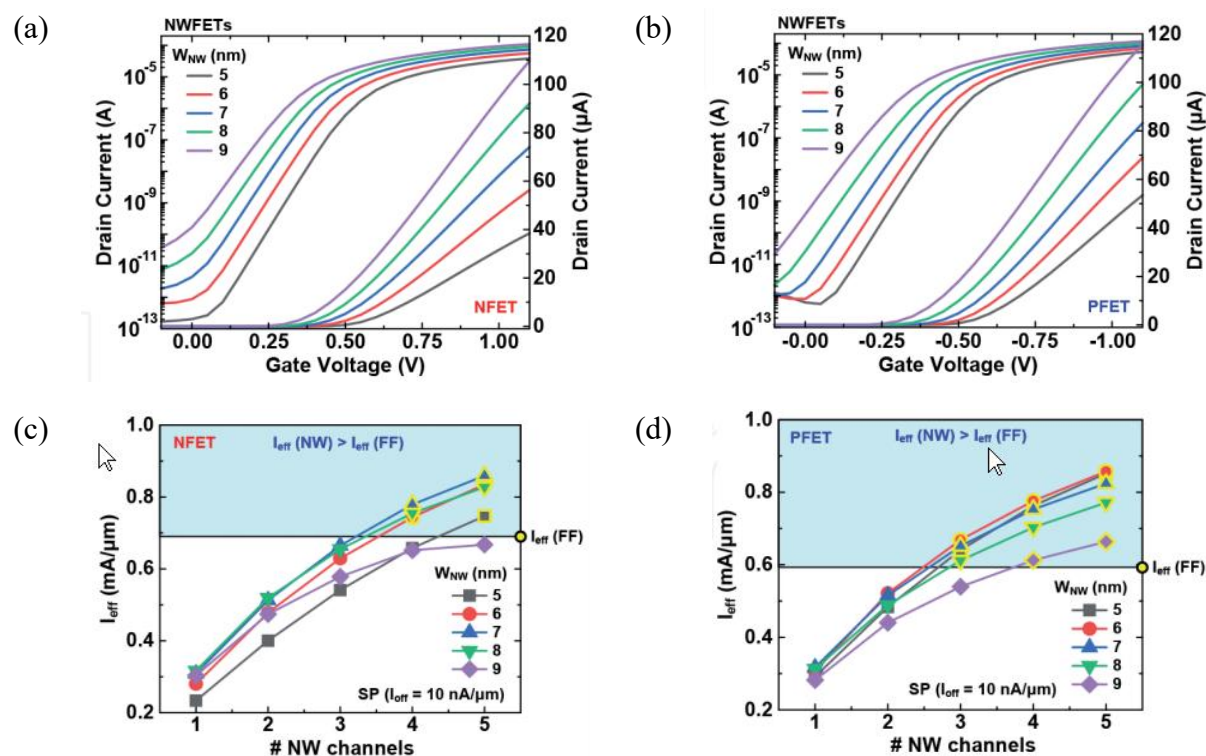 (a)
NWFETs
W_NW (nm)
5
6
7
8
9
Drain Current (A)
10⁻⁵
10⁻⁷
10⁻⁹
10⁻¹¹
10⁻¹³
120
100
80
60
40
20
0
Drain Current (µA)
NFET
0.00 0.25 0.50 0.75 1.00
Gate Voltage (V)
(b)
NWFETs
W_NW (nm)
5
6
7
8
9
Drain Current (A)
10⁻⁵
10⁻⁷
10⁻⁹
10⁻¹¹
10⁻¹³
120
100
80
60
40
20
0
Drain Current (µA)
PFET
-0.00 -0.25 -0.50 -0.75 -1.00
Gate Voltage (V)
(c)
NFET I_eff (NW) > I_eff (FF)
I_eff (mA/µm)
1.0
0.8
0.6
0.4
0.2
I_eff (FF)
W_NW (nm)
5
6
7
8
9
SP (I_off = 10 nA/µm)
1 2 3 4 5
# NW channels
(d)
PFET I_eff (NW) > I_eff (FF)
I_eff (mA/µm)
1.0
0.8
0.6
0.4
0.2
I_eff (FF)
W_NW (nm)
5
6
7
8
9
SP (I_off = 10 nA/µm)
1 2 3 4 5
# NW channels